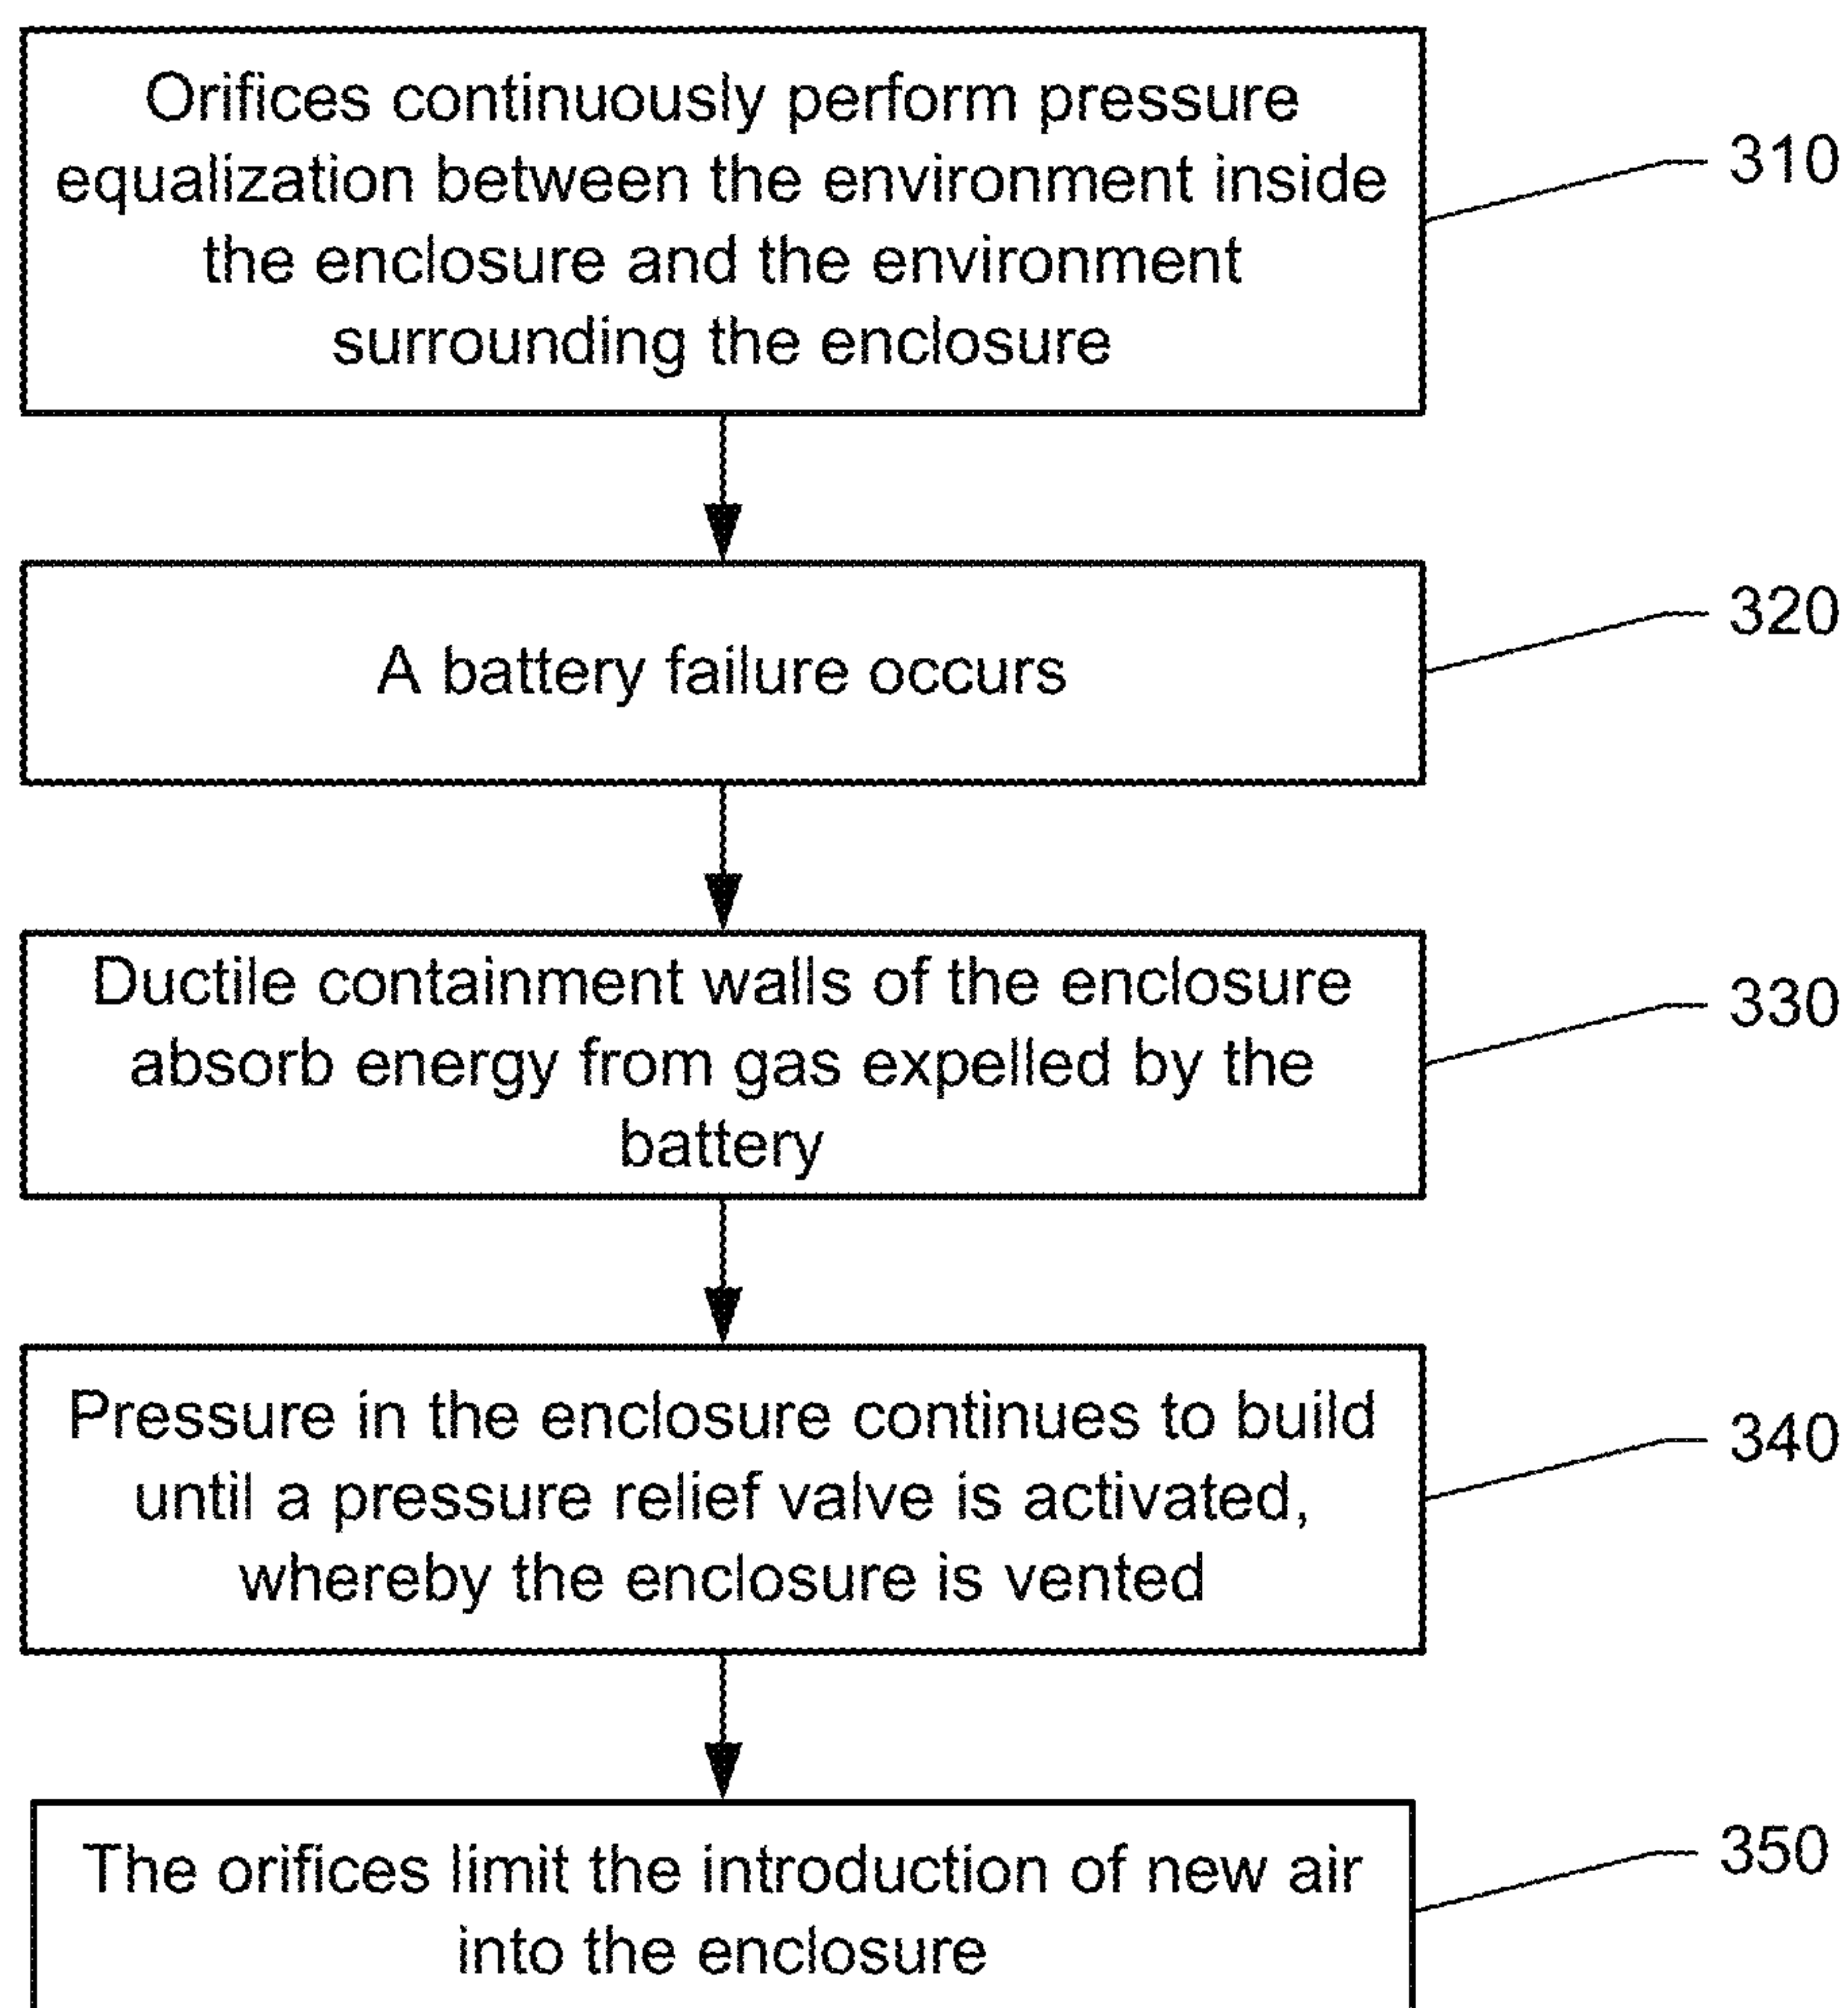 Orifices continuously perform pressure
equalization between the environment inside
the enclosure and the environment
surrounding the enclosure
310
A battery failure occurs
320
Ductile containment walls of the enclosure
absorb energy from gas expelled by the
battery
330
Pressure in the enclosure continues to build
until a pressure relief valve is activated,
whereby the enclosure is vented
340
The orifices limit the introduction of new air
into the enclosure
350